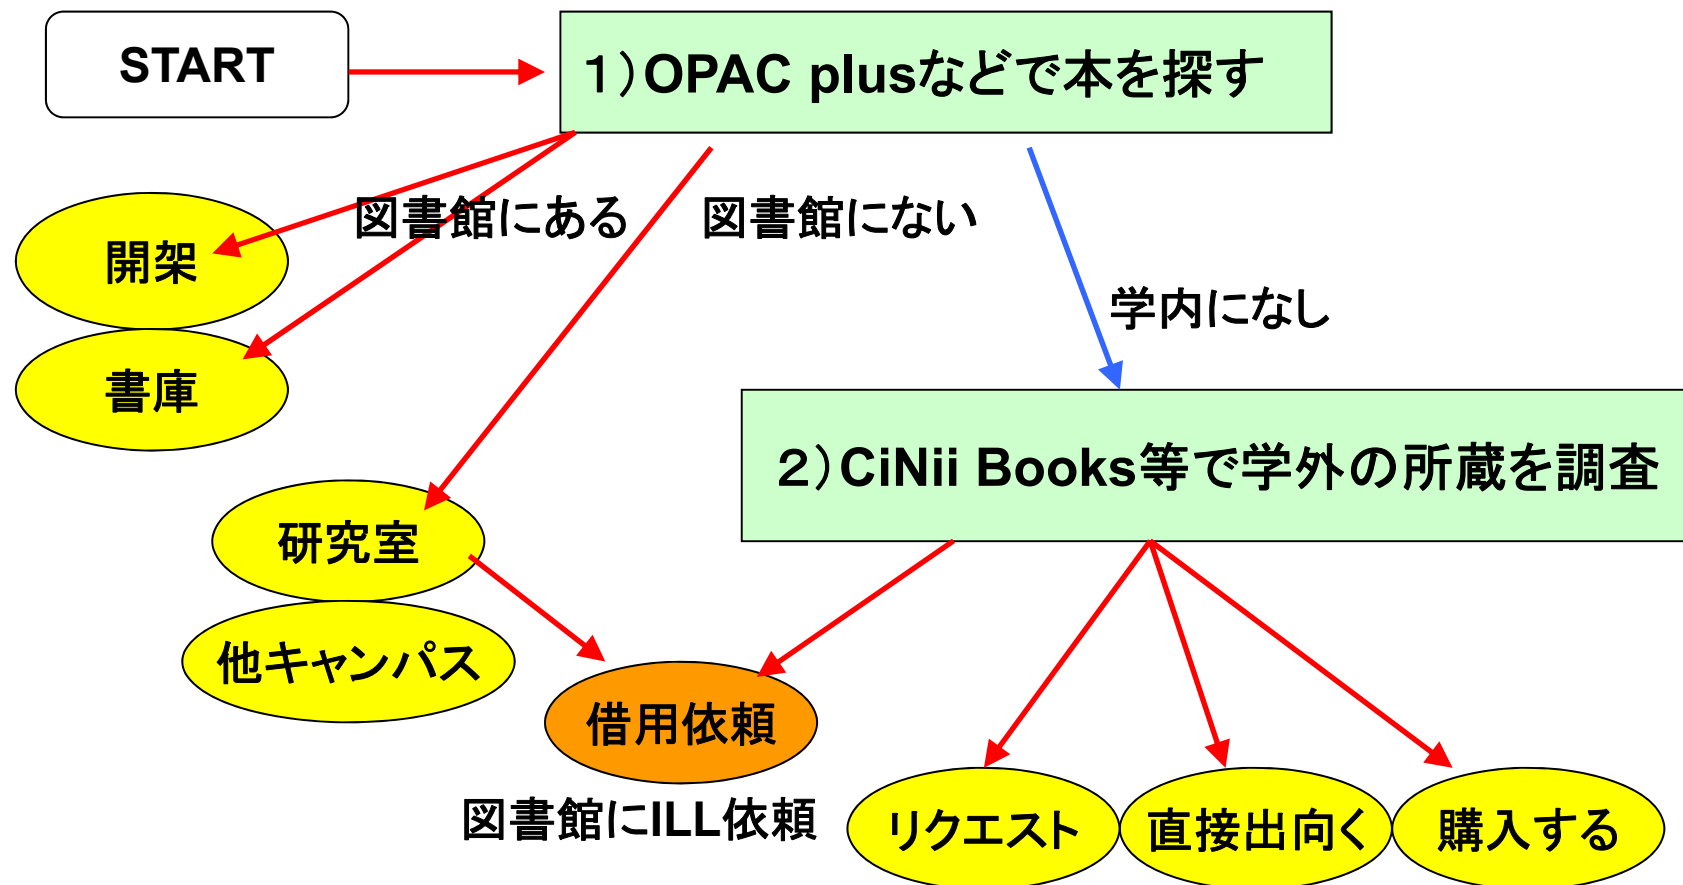 START
１）OPAC plusなどで本を探す
図書館にある
図書館にない
開架
学内になし
書庫
２）CiNii Books等で学外の所蔵を調査
研究室
他キャンパス
借用依頼
図書館にILL依頼
リクエスト
直接出向く
購入する